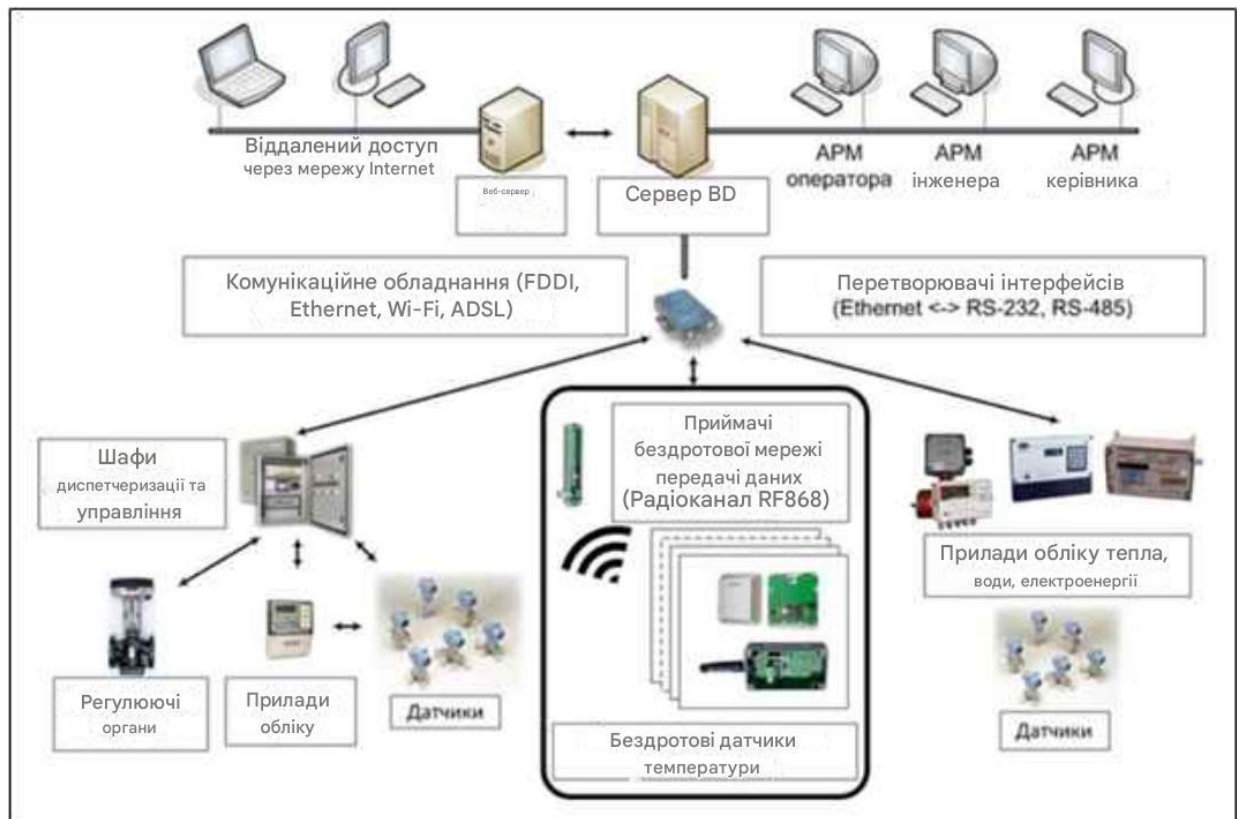 Віддалений доступ
через мережу Internet
Веб-сервер
Сервер BD
АРМ
оператора
АРМ
інженера
АРМ
керівника
Комунікаційне обладнання (FDDI,
Ethernet, Wi-Fi, ADSL)
Перетворювачі інтерфейсів
(Ethernet <-> RS-232, RS-485)
Шафи
диспетчеризації та
управління
Приймачі
бездротової мережі
передачі даних
(Радіоканал RF868)
Прилади обліку тепла,
води, електроенергії
Регулюючі
органи
Прилади
обліку
Датчики
Бездротові датчики
температури
Датчики